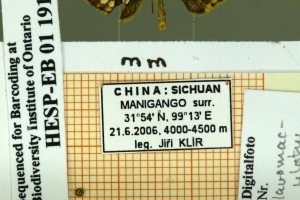 mm
CHINA: SICHUAN
MANIGANGO surr.
31°54' N, 99°13' E
21.6.2006, 4000-4500 m
leg. Jiří KLÍR
Sequenced for Barcoding at
Biodiversity Institute of Ontario
HESP-EB 01 191
Digitalfoto
Nr.